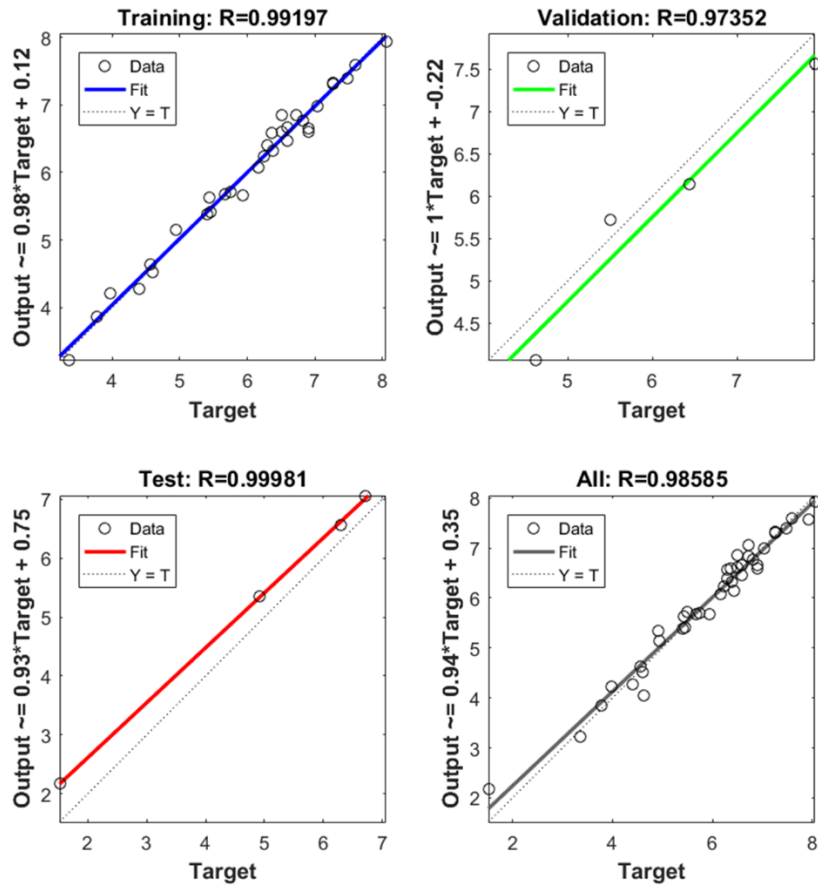 Training: R=0.99197
Output ~= 0.98*Target + 0.12
8
7
6
5
4
Data
Fit
Y = T
4
5
6
7
8
Target
Validation: R=0.97352
Output ~= 1*Target + -0.22
7.5
7
6.5
6
5.5
5
4.5
Data
Fit
Y = T
5
6
7
Target
Test: R=0.99981
Output ~= 0.93*Target + 0.75
7
6
5
4
3
2
Data
Fit
Y = T
2
3
4
5
6
7
Target
All: R=0.98585
Output ~= 0.94*Target + 0.35
8
7
6
5
4
3
2
Data
Fit
Y = T
2
4
6
8
Target